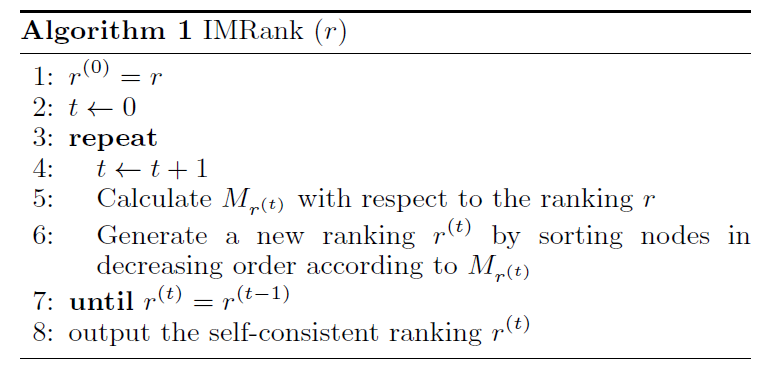 Algorithm 1 IMRank (r)
1: r^{(0)} = r
2: t ← 0
3: repeat
4: t ← t + 1
5: Calculate M_{r^{(t)}} with respect to the ranking r
6: Generate a new ranking r^{(t)} by sorting nodes in
decreasing order according to M_{r^{(t)}}
7: until r^{(t)} = r^{(t−1)}
8: output the self-consistent ranking r^{(t)}